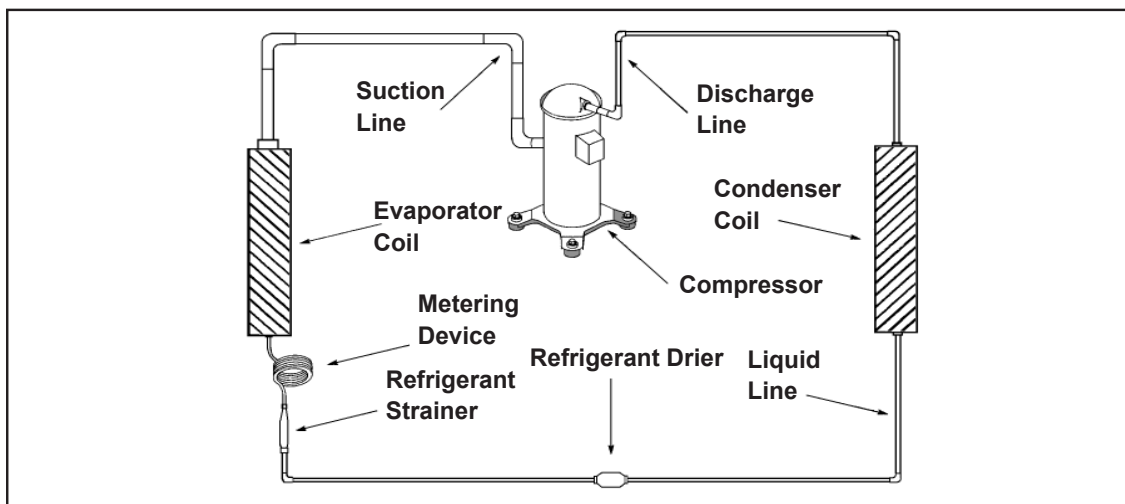 Suction
Line
Discharge
Line
Evaporator
Coil
Condenser
Coil
Compressor
Metering
Device
Refrigerant Drier
Liquid
Line
Refrigerant
Strainer